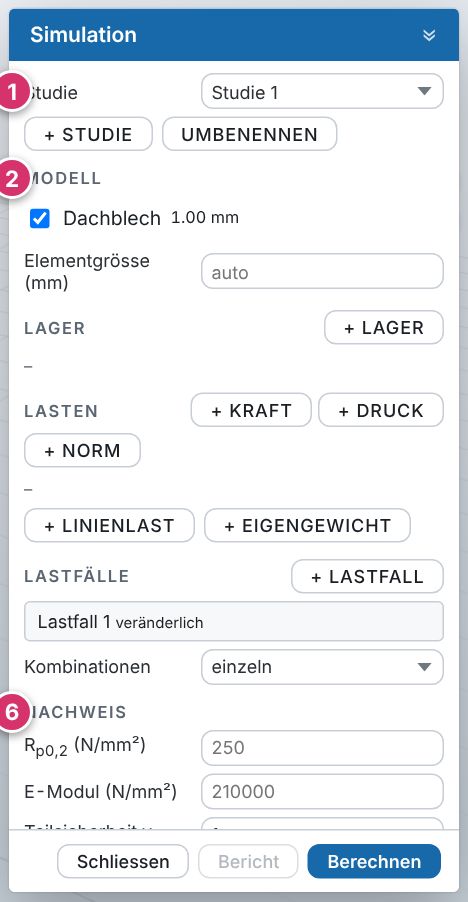 Simulation
1 Studie Studie 1
+ STUDIE UMBENENNEN
2 MODELL
Dachblech 1.00 mm
Elementgrösse
(mm) auto
LAGER + LAGER
–
LASTEN + KRAFT + DRUCK
+ NORM
–
+ LINIENLAST + EIGENGEWICHT
LASTFÄLLE + LASTFALL
Lastfall 1 veränderlich
Kombinationen einzeln
6 NACHWEIS
Rp0,2 (N/mm²) 250
E-Modul (N/mm²) 210000
Schliessen Bericht Berechnen